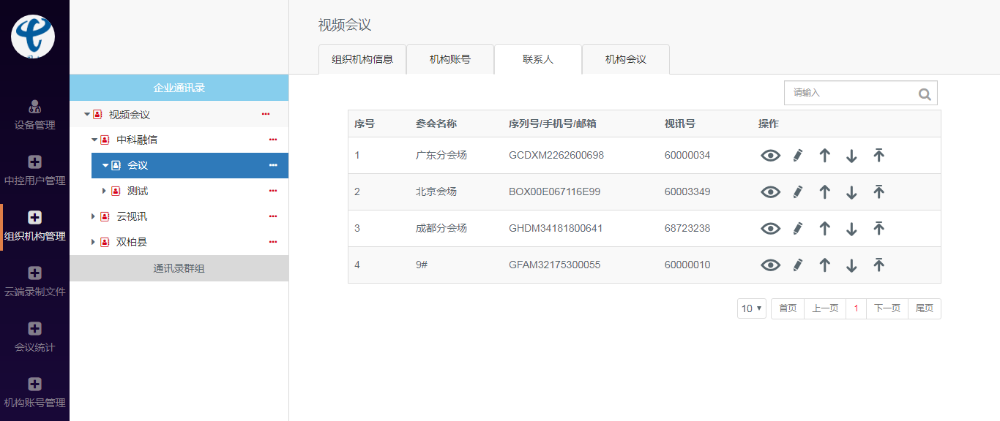 设备管理
中控用户管理
组织机构管理
云端录制文件
会议统计
机构账号管理
企业通讯录
视频会议
中科融信
会议
测试
云视讯
双柏县
通讯录群组
视频会议
组织机构信息 机构账号 联系人 机构会议
请输入
序号 参会名称 序列号/手机号/邮箱 视讯号 操作
1 广东分会场 GCDXM2262600698 60000034
2 北京会场 BOX00E067116E99 60003349
3 成都分会场 GHDM34181800641 68723238
4 9# GFAM32175300055 60000010
10 首页 上一页 1 下一页 尾页